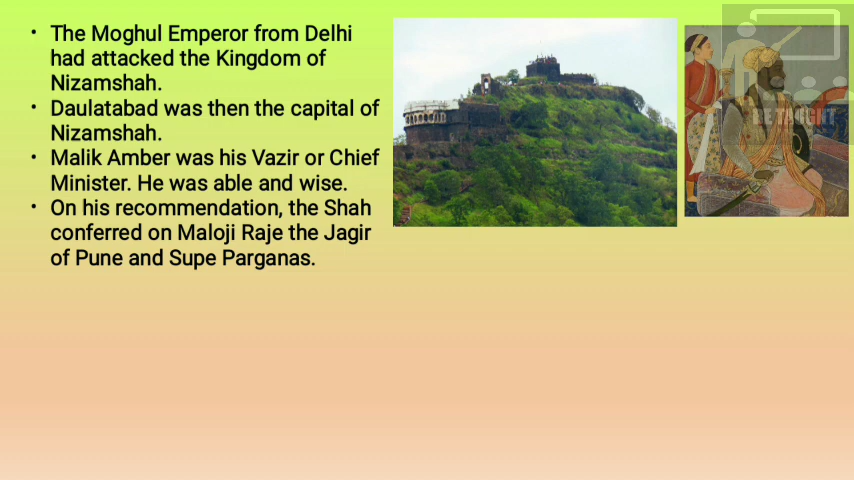 • The Moghul Emperor from Delhi
had attacked the Kingdom of
Nizamshah.
• Daulatabad was then the capital of
Nizamshah.
• Malik Amber was his Vazir or Chief
Minister. He was able and wise.
• On his recommendation, the Shah
conferred on Maloji Raje the Jagir
of Pune and Supe Parganas.
BE TAUGHT